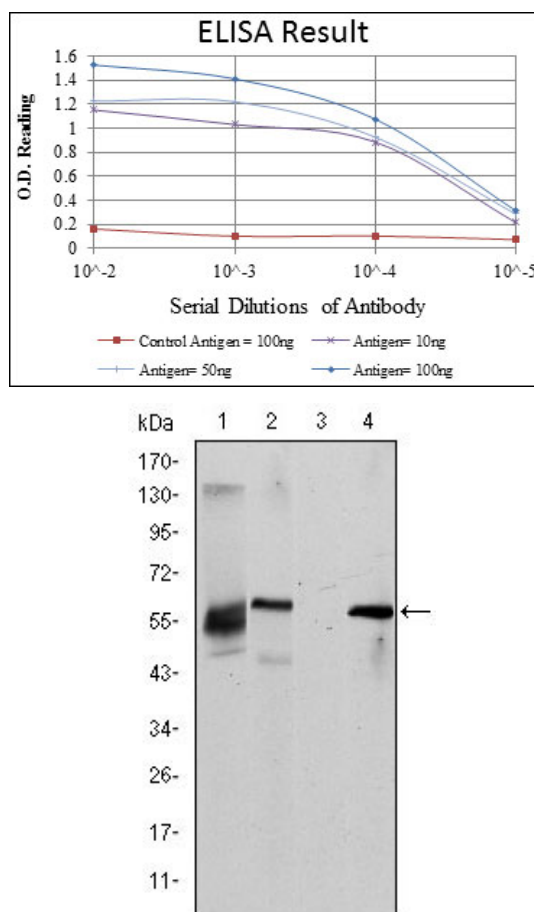 ELISA Result
1.6
1.4
1.2
1
0.8
0.6
0.4
0.2
0
O.D. Reading
10^-2 10^-3 10^-4 10^-5
Serial Dilutions of Antibody
Control Antigen = 100ng Antigen= 10ng
Antigen= 50ng Antigen= 100ng
kDa 1 2 3 4
170-
130-
95-
72-
55-
43-
34-
26-
17-
11-